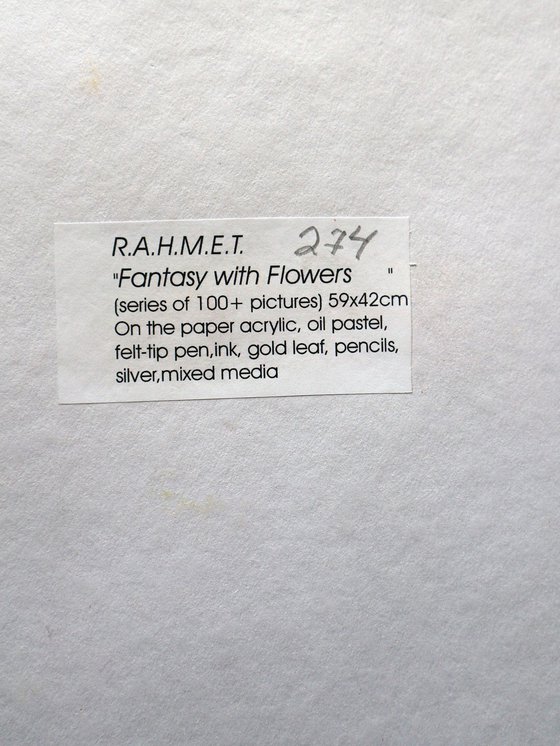 R.A.H.M.E.T. 274
"Fantasy with Flowers "
(series of 100+ pictures) 59x42cm
On the paper acrylic, oil pastel,
felt-tip pen,ink, gold leaf, pencils,
silver,mixed media